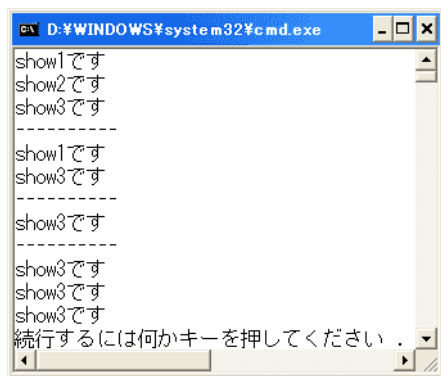 D:¥WINDOWS¥system32¥cmd.exe
show1です
show2です
show3です
----------
show1です
show3です
----------
show3です
----------
show3です
show3です
show3です
続行するには何かキーを押してください .